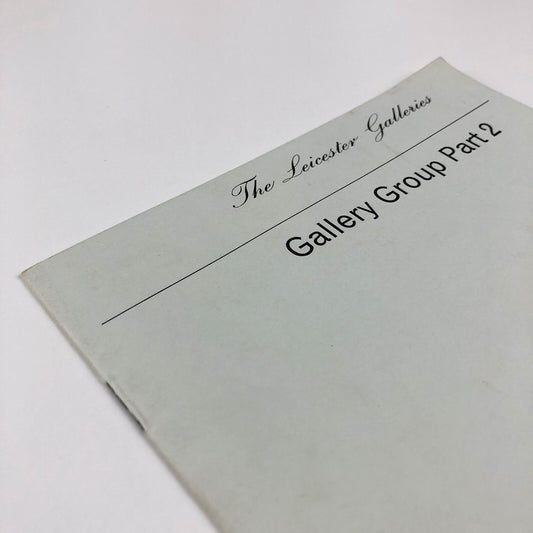 The Leicester Galleries
Gallery Group Part 2